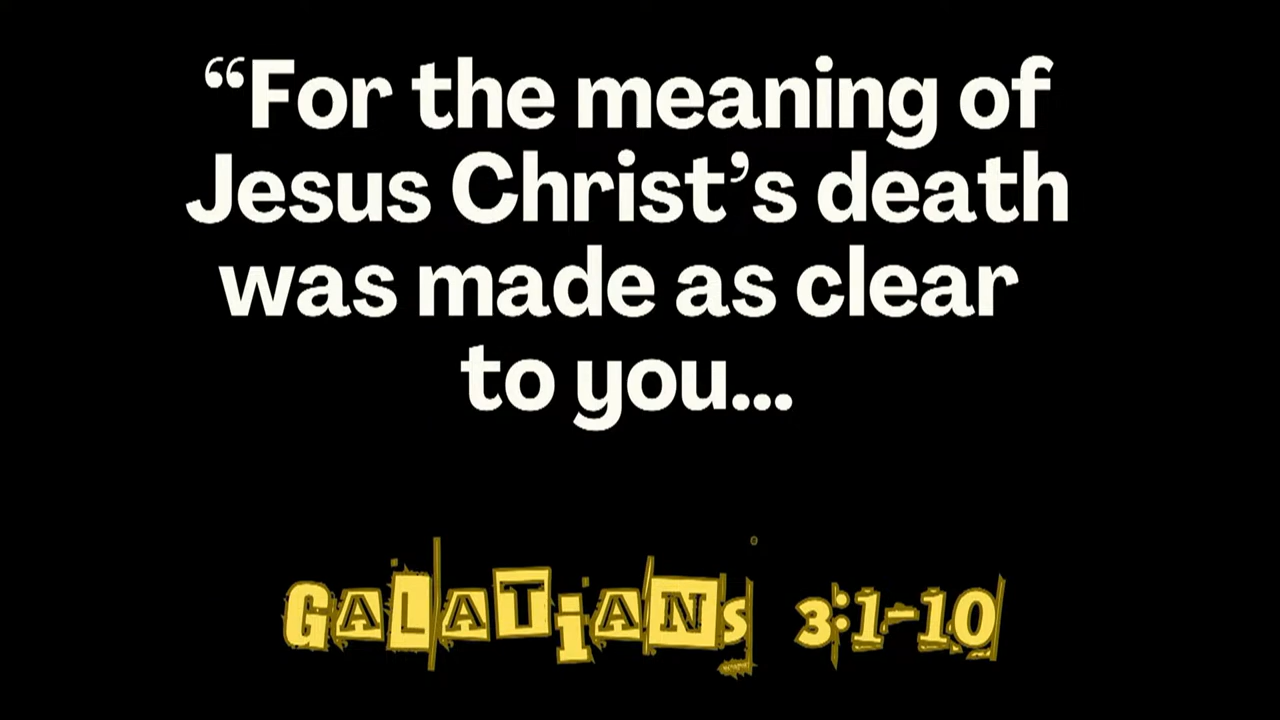 “For the meaning of
Jesus Christ’s death
was made as clear
to you...
GALATiANs 3:1-10